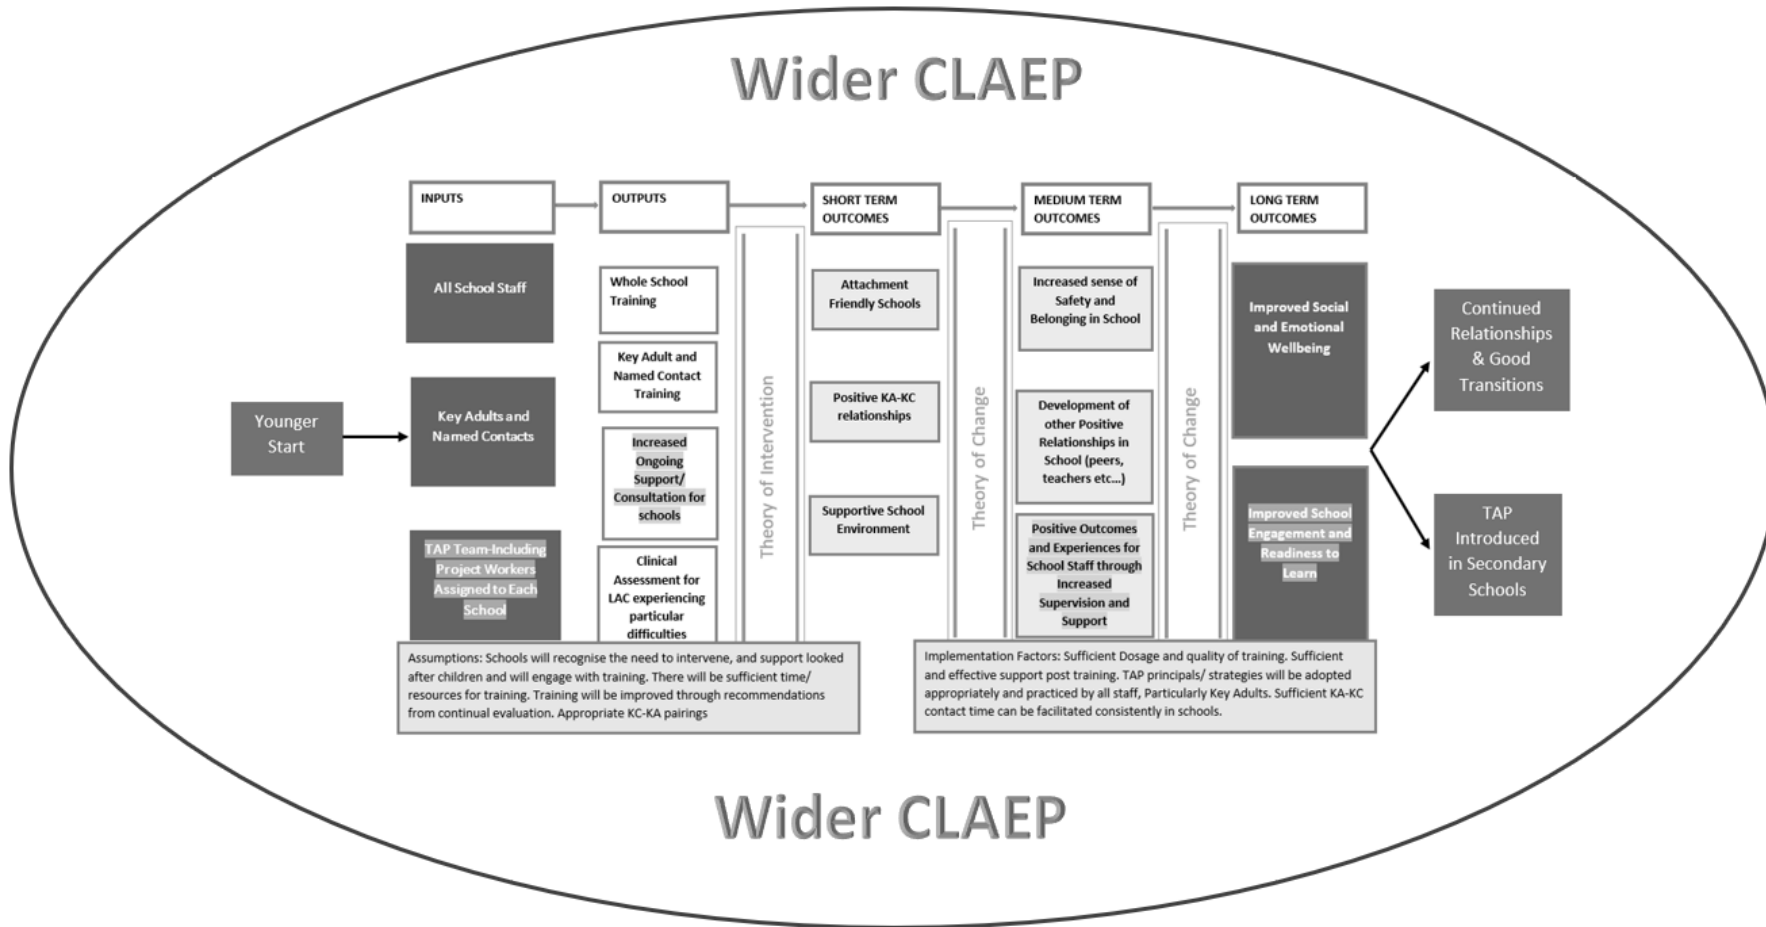 Wider CLAEP
INPUTS
OUTPUTS
SHORT TERM
OUTCOMES
MEDIUM TERM
OUTCOMES
LONG TERM
OUTCOMES
Younger
Start
All School Staff
Key Adults and
Named Contacts
TAP Team-Including
Project Workers
Assigned to Each
School
Whole School
Training
Key Adult and
Named Contact
Training
Increased
Ongoing
Support/
Consultation for
schools
Clinical
Assessment for
LAC experiencing
particular
difficulties
Theory of Intervention
Attachment
Friendly Schools
Positive KA-KC
relationships
Supportive School
Environment
Theory of Change
Increased sense of
Safety and
Belonging in School
Development of
other Positive
Relationships in
School (peers,
teachers etc...)
Positive Outcomes
and Experiences for
School Staff through
Increased
Supervision and
Support
Theory of Change
Improved Social
and Emotional
Wellbeing
Improved School
Engagement and
Readiness to
Learn
Continued
Relationships
& Good
Transitions
TAP
Introduced
in Secondary
Schools
Assumptions: Schools will recognise the need to intervene, and support looked
after children and will engage with training. There will be sufficient time/
resources for training. Training will be improved through recommendations
from continual evaluation. Appropriate KC-KA pairings
Implementation Factors: Sufficient Dosage and quality of training. Sufficient
and effective support post training. TAP principals/ strategies will be adopted
appropriately and practiced by all staff, Particularly Key Adults. Sufficient KA-KC
contact time can be facilitated consistently in schools.
Wider CLAEP